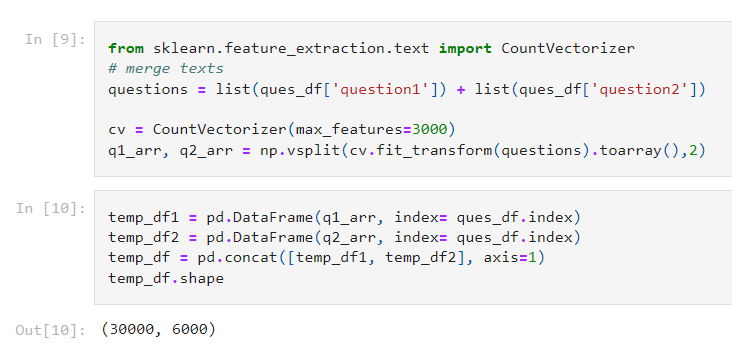 In [9]:
from sklearn.feature_extraction.text import CountVectorizer
# merge texts
questions = list(ques_df['question1']) + list(ques_df['question2'])
cv = CountVectorizer(max_features=3000)
q1_arr, q2_arr = np.vsplit(cv.fit_transform(questions).toarray(),2)
In [10]:
temp_df1 = pd.DataFrame(q1_arr, index= ques_df.index)
temp_df2 = pd.DataFrame(q2_arr, index= ques_df.index)
temp_df = pd.concat([temp_df1, temp_df2], axis=1)
temp_df.shape
Out[10]: (30000, 6000)